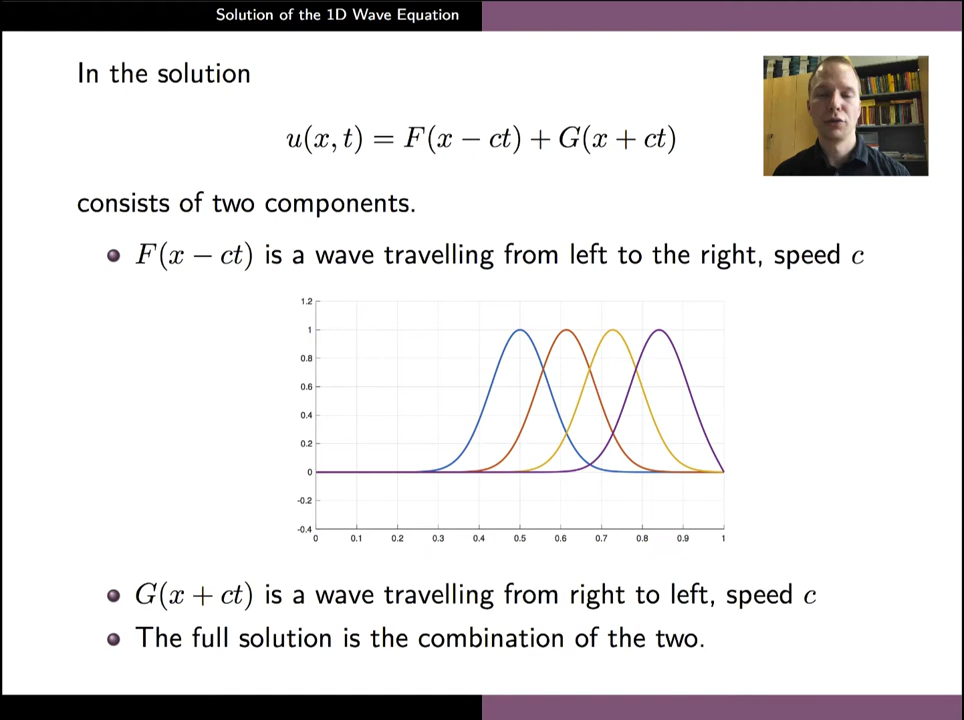 Solution of the 1D Wave Equation
In the solution
u(x, t) = F(x − ct) + G(x + ct)
consists of two components.
F(x − ct) is a wave travelling from left to the right, speed c
1.2
1
0.8
0.6
0.4
0.2
0
-0.2
-0.4
0 0.1 0.2 0.3 0.4 0.5 0.6 0.7 0.8 0.9 1
G(x + ct) is a wave travelling from right to left, speed c
The full solution is the combination of the two.